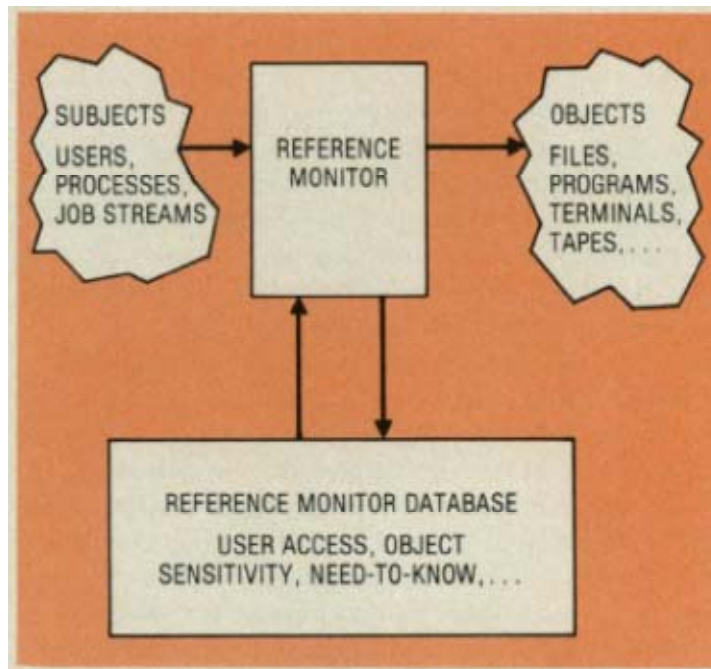 SUBJECTS
USERS,
PROCESSES,
JOB STREAMS
REFERENCE
MONITOR
OBJECTS
FILES,
PROGRAMS,
TERMINALS,
TAPES,...
REFERENCE MONITOR DATABASE
USER ACCESS, OBJECT
SENSITIVITY, NEED-TO-KNOW,...